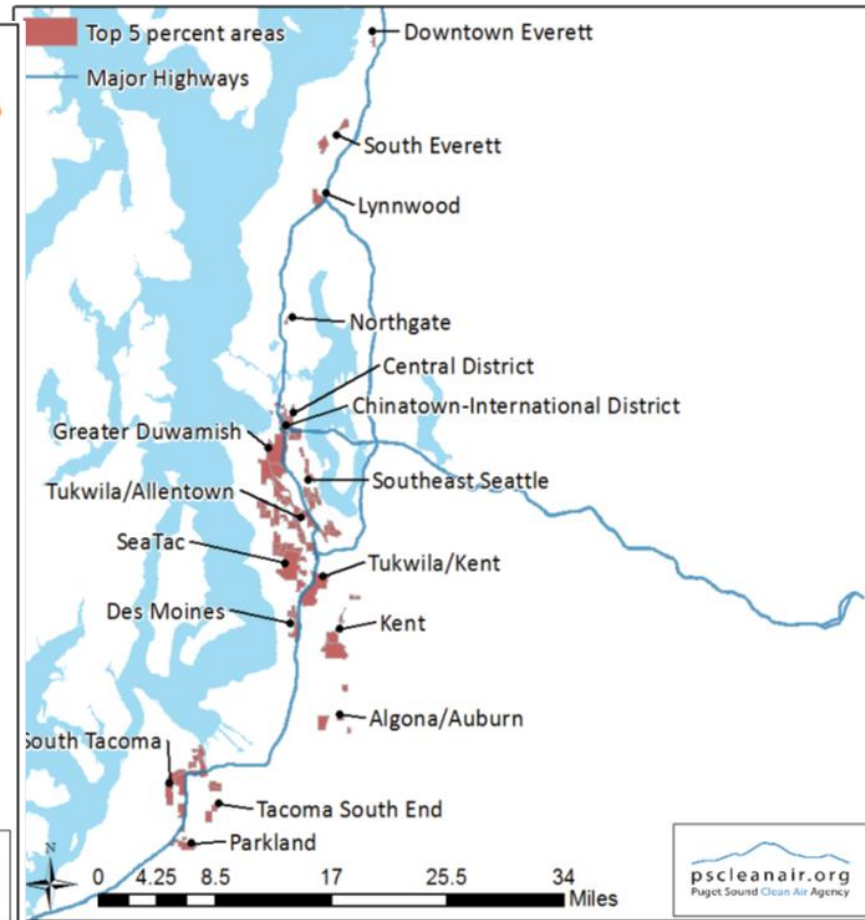 Top 5 percent areas
Major Highways
Downtown Everett
South Everett
Lynnwood
Northgate
Central District
Chinatown-International District
Greater Duwamish
Southeast Seattle
Tukwila/Allentown
SeaTac
Tukwila/Kent
Des Moines
Kent
Algona/Auburn
South Tacoma
Tacoma South End
Parkland
N
0 4.25 8.5 17 25.5 34
Miles
pscleanair.org
Puget Sound Clean Air Agency